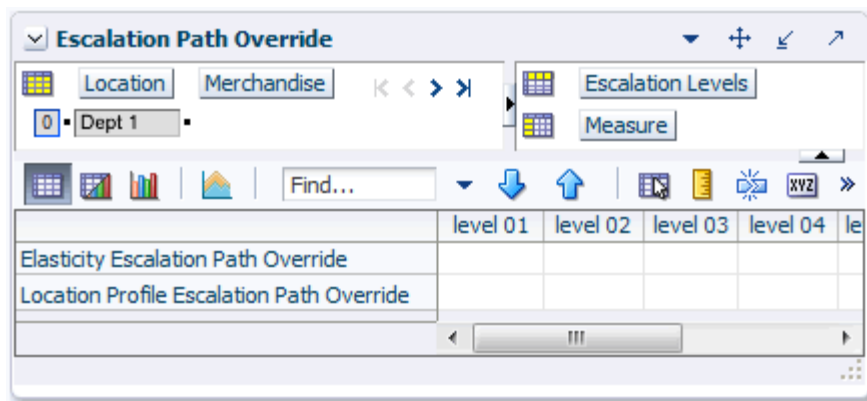 Escalation Path Override
Location Merchandise
Escalation Levels
0 Dept 1
Measure
Find...
XYZ
level 01 level 02 level 03 level 04 le
Elasticity Escalation Path Override
Location Profile Escalation Path Override